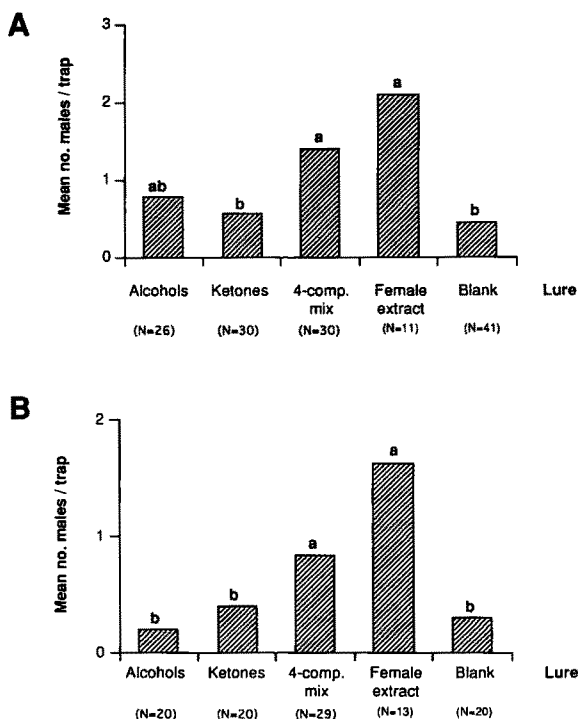 A
Mean no. males / trap
3
2
1
0
ab
b
a
a
b
Alcohols Ketones 4-comp. mix Female extract Blank Lure
(N=26) (N=30) (N=30) (N=11) (N=41)
B
Mean no. males / trap
2
1
0
b
b
a
a
b
Alcohols Ketones 4-comp. mix Female extract Blank Lure
(N=20) (N=20) (N=29) (N=13) (N=20)